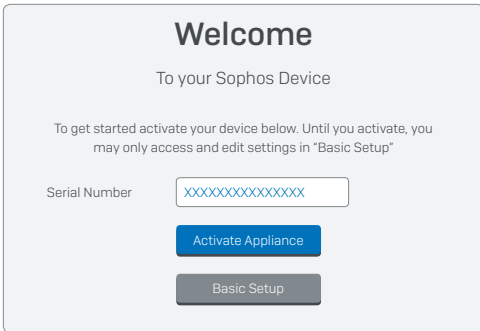 Welcome
To your Sophos Device
To get started activate your device below. Until you activate, you
may only access and edit settings in “Basic Setup”
Serial Number XXXXXXXXXXXXXXX
Activate Appliance
Basic Setup